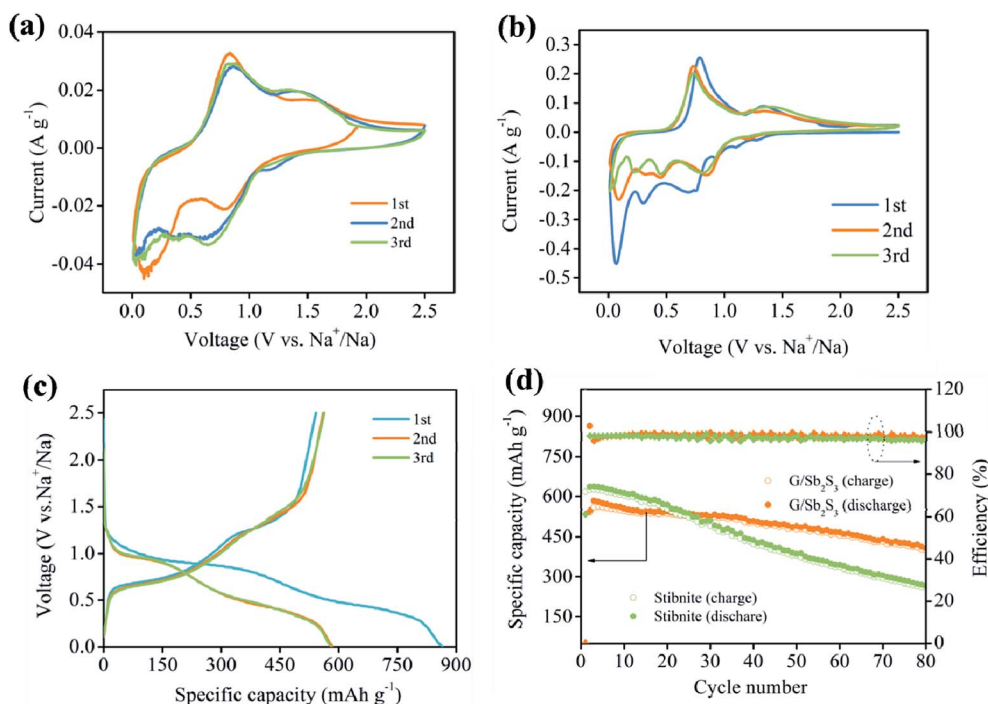 (a)
0.04
0.02
0.00
-0.02
-0.04
Current (A g⁻¹)
1st
2nd
3rd
0.0 0.5 1.0 1.5 2.0 2.5
Voltage (V vs. Na⁺/Na)
(b)
0.3
0.2
0.1
0.0
-0.1
-0.2
-0.3
-0.4
-0.5
Current (A g⁻¹)
1st
2nd
3rd
0.0 0.5 1.0 1.5 2.0 2.5
Voltage (V vs. Na⁺/Na)
(c)
2.5
2.0
1.5
1.0
0.5
0.0
Voltage (V vs.Na⁺/Na)
1st
2nd
3rd
0 150 300 450 600 750 900
Specific capacity (mAh g⁻¹)
(d)
900
750
600
450
300
150
Specific capacity (mAh g⁻¹)
120
100
80
60
40
20
0
Efficiency (%)
G/Sb₂S₃ (charge)
G/Sb₂S₃ (discharge)
Stibnite (charge)
Stibnite (dischare)
0 10 20 30 40 50 60 70 80
Cycle number